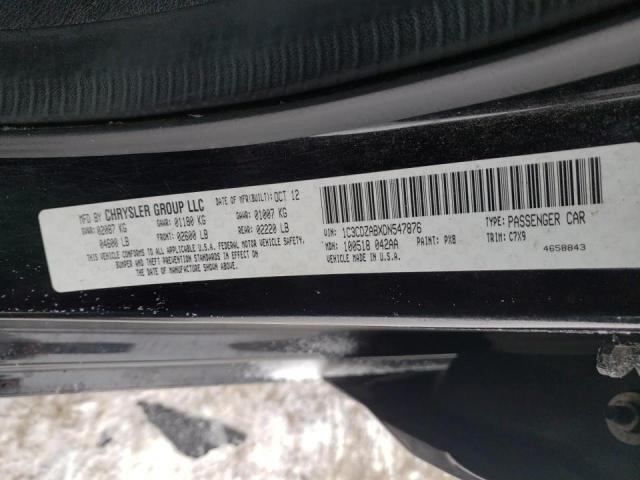 MFD BY CHRYSLER GROUP LLC DATE OF MFR(BUILT): OCT 12
GVWR: 02087 KG GAWR: 01180 KG GAWR: 01007 KG
04600 LB FRONT: 02600 LB REAR: 02220 LB
THIS VEHICLE CONFORMS TO ALL APPLICABLE U.S.A. FEDERAL MOTOR VEHICLE SAFETY,
BUMPER AND THEFT PREVENTION STANDARDS IN EFFECT ON
THE DATE OF MANUFACTURE SHOWN ABOVE.
VIN: 1C3CDZABXDN547876 TYPE: PASSENGER CAR
MDH: 100518 042AA PAINT: PX8 TRIM: C7X9
VEHICLE MADE IN U.S.A. 4658843